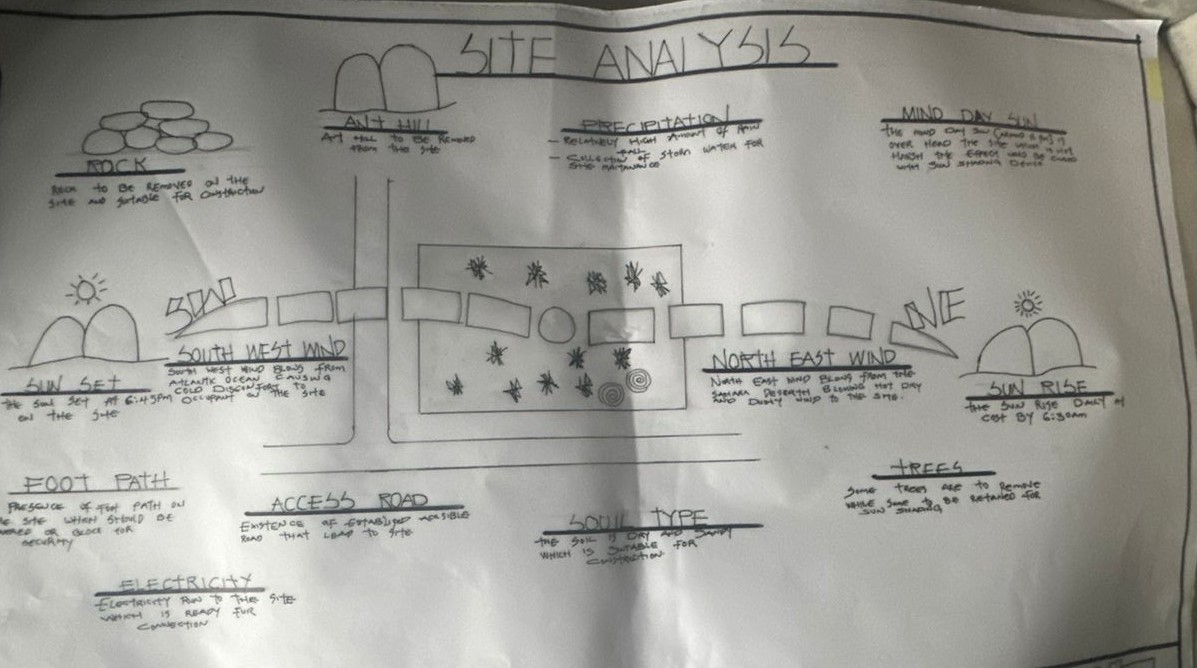 SITE ANALYSIS
ROCK
ROCK TO BE REMOVED ON THE
SITE AND SUITABLE FOR CONSTRUCTION
ANT HILL
ANT HILL TO BE REMOVED
FROM THE SITE
PRECIPITATION
- RELATIVELY HIGH AMOUNT OF RAIN
FALL
- COLLECTION OF STORM WATER FOR
SITE
MIND DAY SUN
THE MIND DAY SUN
OVER HEAD THE SITE WHICH IS HOT
HARSH THE EFFECT
WITH SUN SHADING DEVICE
SUN SET
THE SUN SET AT 6:45PM
ON THE SITE
SOUTH WEST WIND
SOUTH WEST WIND BLOWS FROM
ATLANTIC OCEAN CAUSING
COLD DISCOMFORT TO
OCCUPANT ON THE SITE
NE
NORTH EAST WIND
NORTH EAST WIND BLOWS FROM THE
SAHARA BLOWING HOT DRY
AND DUSTY WIND TO THE SITE.
SUN RISE
THE SUN RISE DAILY AT
BY 6:30am
FOOT PATH
PRESENCE OF FOOT PATH ON
SITE WHEN SHOULD BE
OR BLOCK FOR
SECURITY
ACCESS ROAD
EXISTENCE OF ESTABLISHED ACCESSIBLE
ROAD THAT LEAD TO SITE
SOUIL TYPE
THE SOIL IS DRY AND SANDY
WHICH IS SUITABLE FOR
CONSTRUCTION
TREES
SOME TREES ARE TO REMOVE
WHILE SOME TO BE RETAINED FOR
SUN SHADING
ELECTRICITY
ELECTRICITY RUN TO THE SITE
WHICH IS READY FOR
CONNECTION